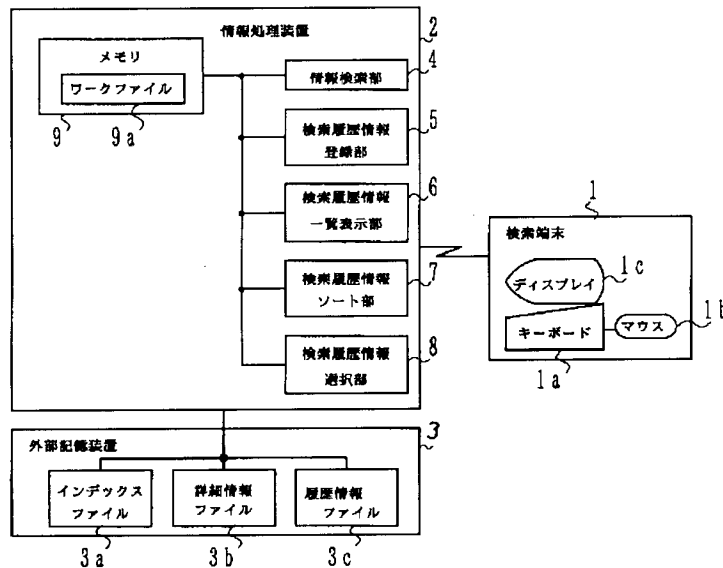 情報処理装置
2
メモリ
ワークファイル
9
9a
4
情報検索部
5
検索履歴情報
登録部
6
検索履歴情報
一覧表示部
7
検索履歴情報
ソート部
8
検索履歴情報
選択部
1
検索端末
ディスプレイ
1c
キーボード
マウス
1b
1a
外部記憶装置
3
インデックス
ファイル
詳細情報
ファイル
履歴情報
ファイル
3a
3b
3c